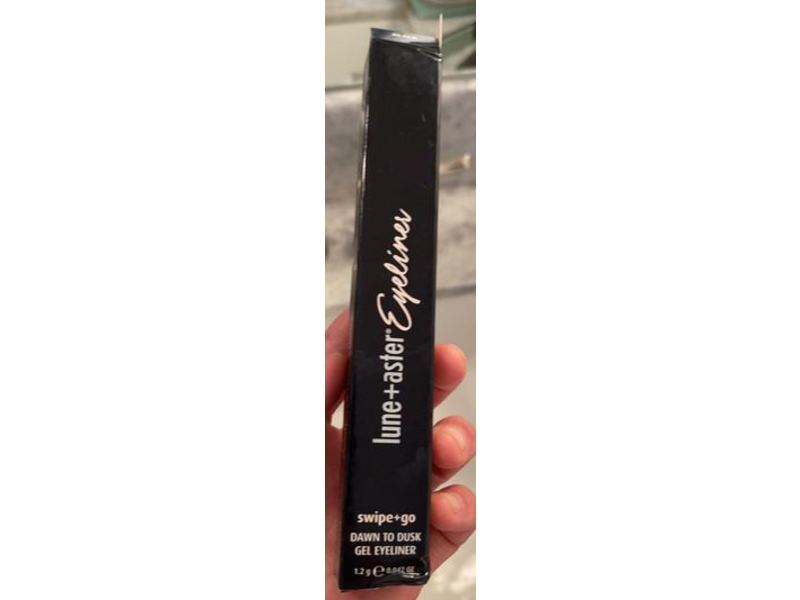 lune+aster® Eyeliner
swipe+go
DAWN TO DUSK
GEL EYELINER
1.2 g ℮ 0.042 OZ